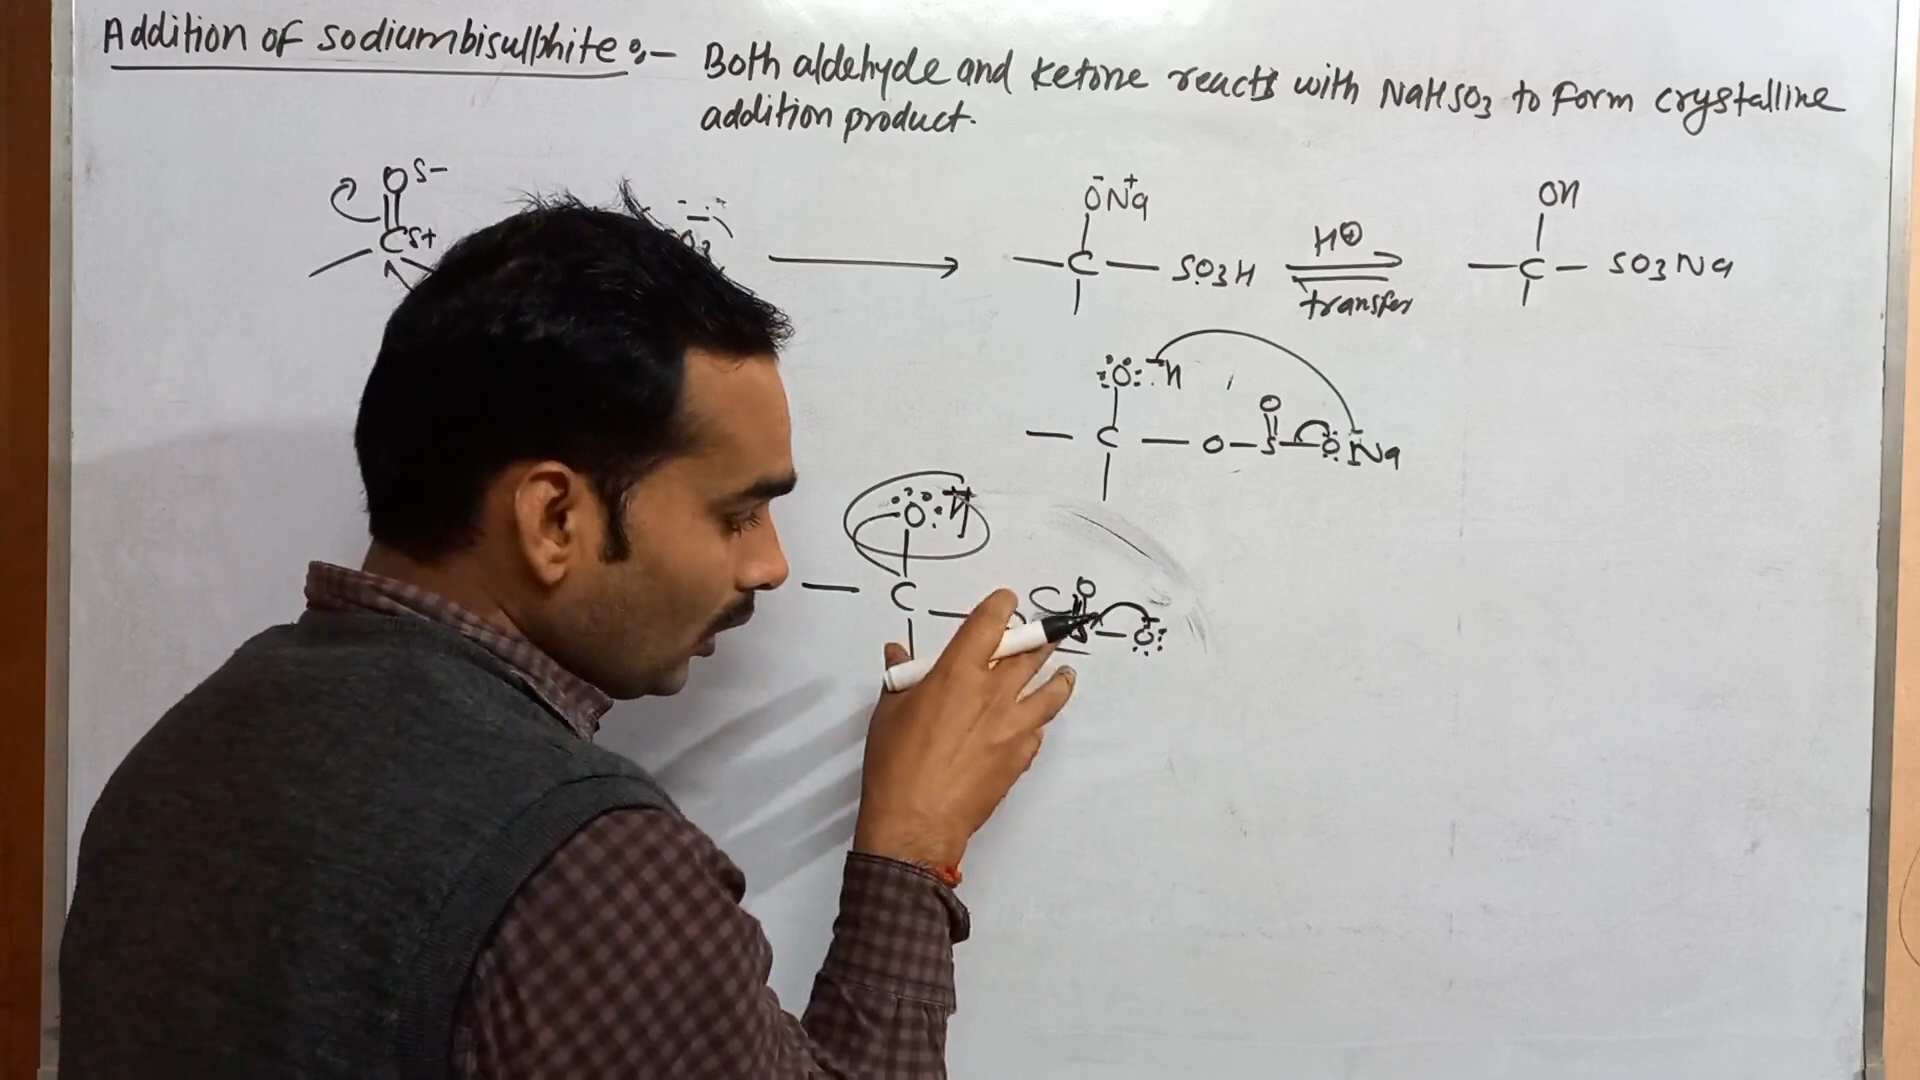 Addition of sodiumbisulphite :- Both aldehyde and ketone reacts with NaHSO3 to form crystalline
addition product.
O δ-
C δ+
O- Na+
C SO3H
H⊕
transfer
OH
C SO3Na
O H
O
C O S O Na
O H
C
O
S O